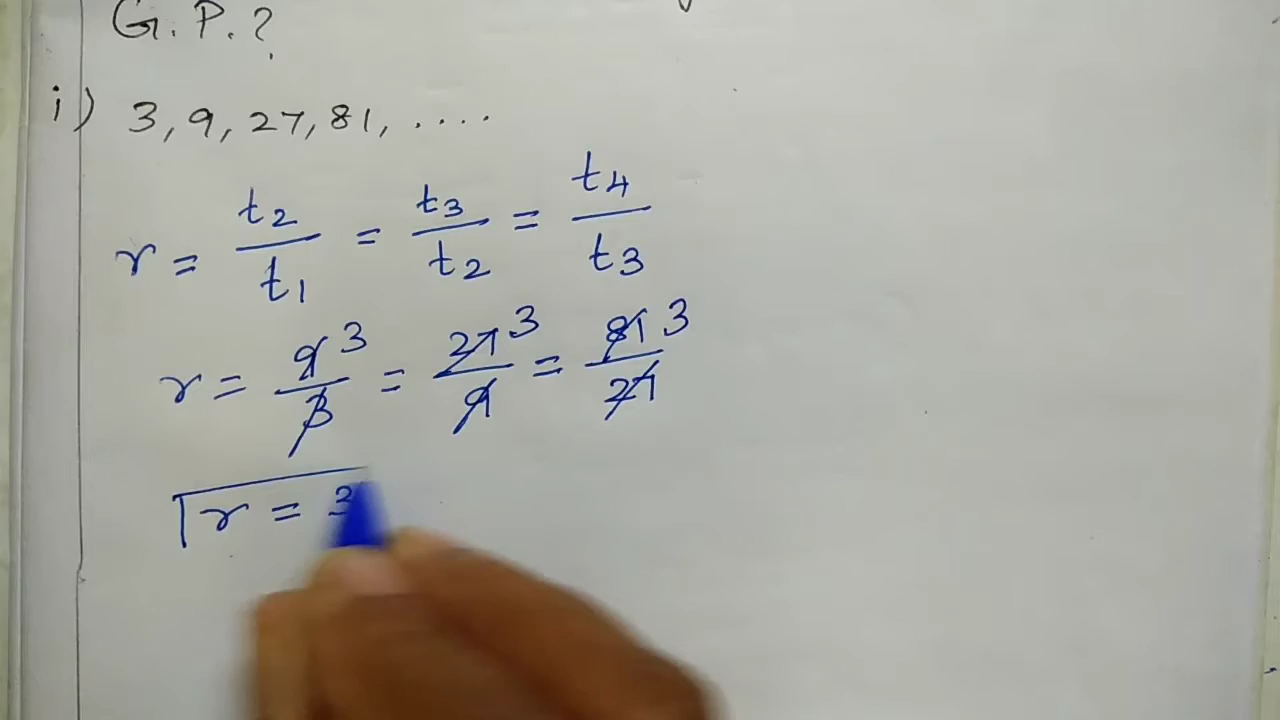 G.P.?
i) 3, 9, 27, 81, ....
r = t2/t1 = t3/t2 = t4/t3
r = 9/3 3 = 27/9 3 = 81/27 3
r = 3